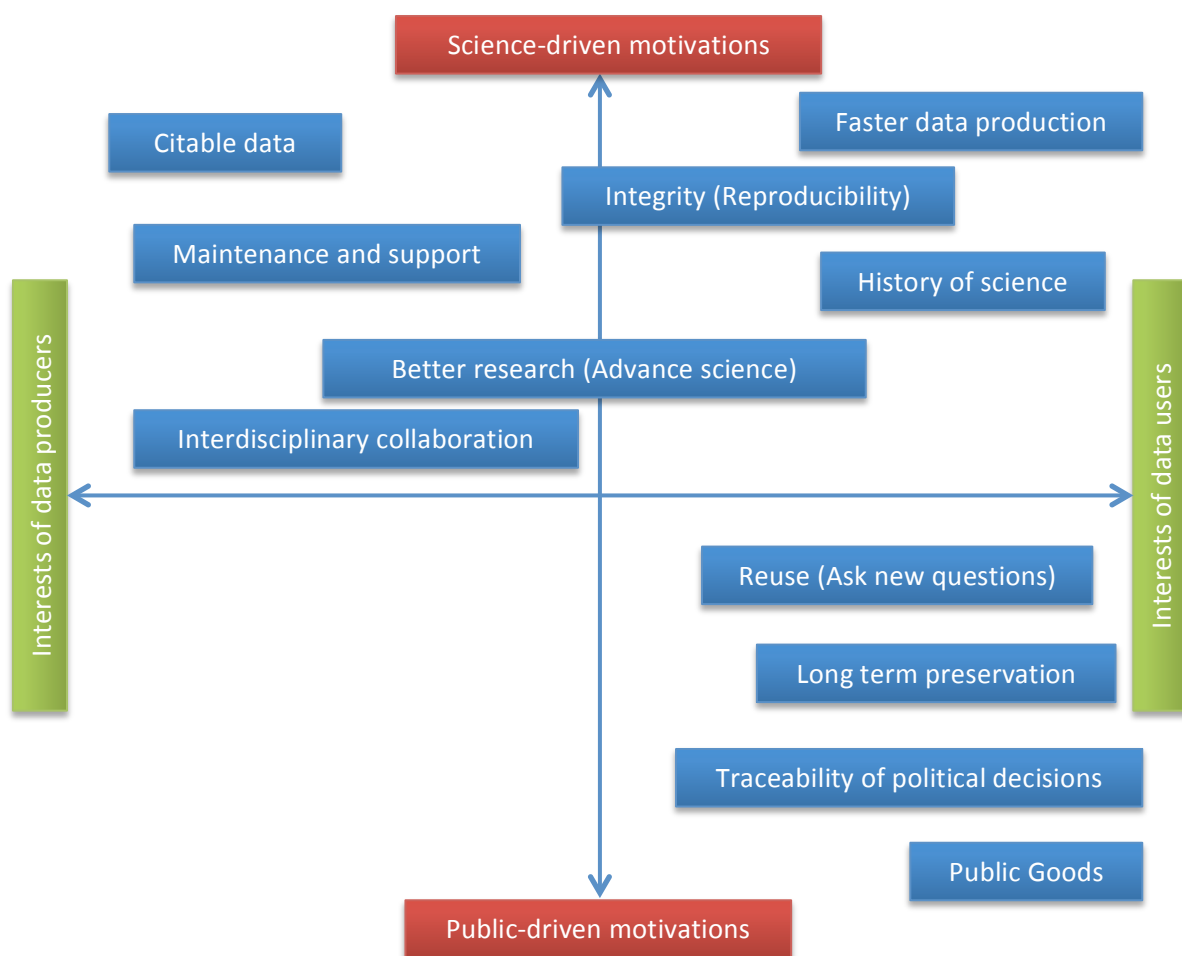 Science-driven motivations
Faster data production
Citable data
Integrity (Reproducibility)
Maintenance and support
History of science
Better research (Advance science)
Interdisciplinary collaboration
Interests of data producers
Interests of data users
Reuse (Ask new questions)
Long term preservation
Traceability of political decisions
Public Goods
Public-driven motivations